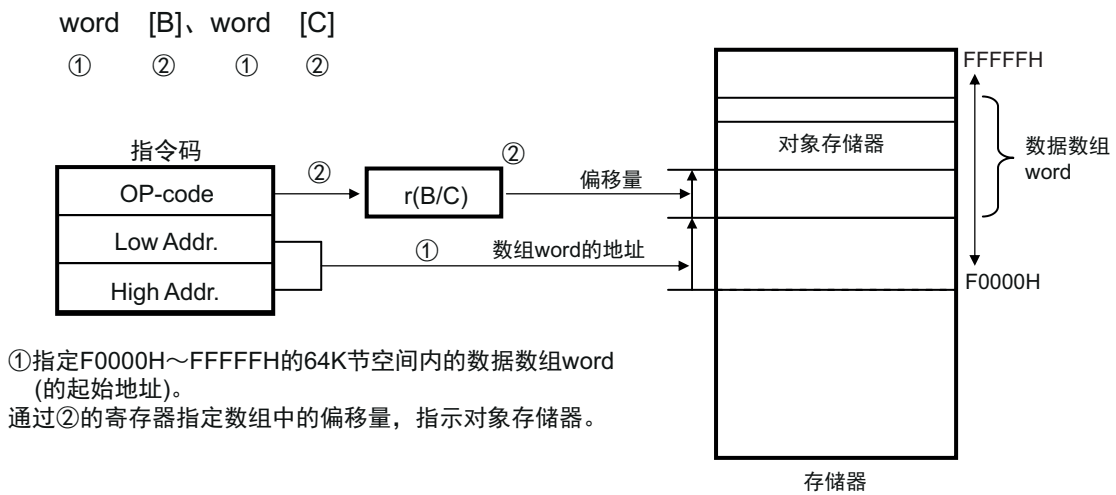 word [B]、word [C]
① ② ① ②
指令码
OP-code
Low Addr.
High Addr.
②
r(B/C)
②
偏移量
①
数组word的地址
FFFFFH
对象存储器
数据数组
word
F0000H
存储器
①指定F0000H～FFFFFH的64K节空间内的数据数组word
(的起始地址)。
通过②的寄存器指定数组中的偏移量，指示对象存储器。